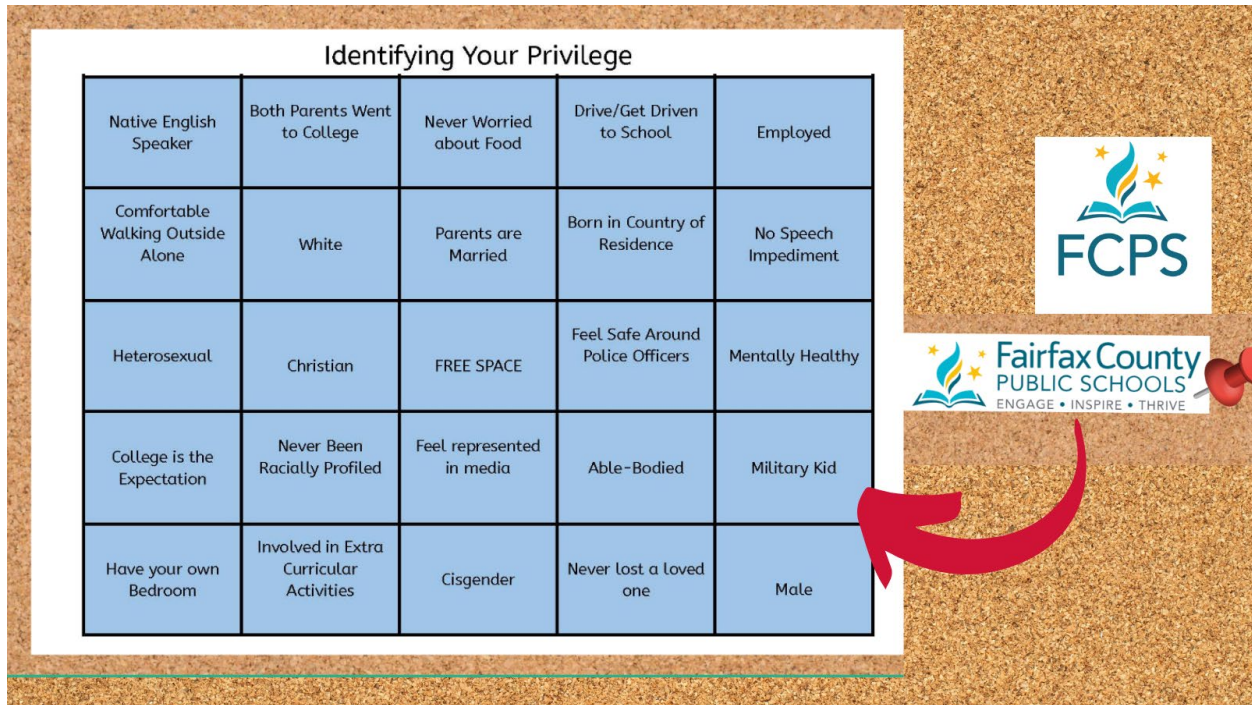 Identifying Your Privilege
Native English
Speaker
Both Parents Went
to College
Never Worried
about Food
Drive/Get Driven
to School
Employed
Comfortable
Walking Outside
Alone
White
Parents are
Married
Born in Country of
Residence
No Speech
Impediment
Heterosexual
Christian
FREE SPACE
Feel Safe Around
Police Officers
Mentally Healthy
College is the
Expectation
Never Been
Racially Profiled
Feel represented
in media
Able-Bodied
Military Kid
Have your own
Bedroom
Involved in Extra
Curricular
Activities
Cisgender
Never lost a loved
one
Male
FCPS
Fairfax County
PUBLIC SCHOOLS
ENGAGE • INSPIRE • THRIVE